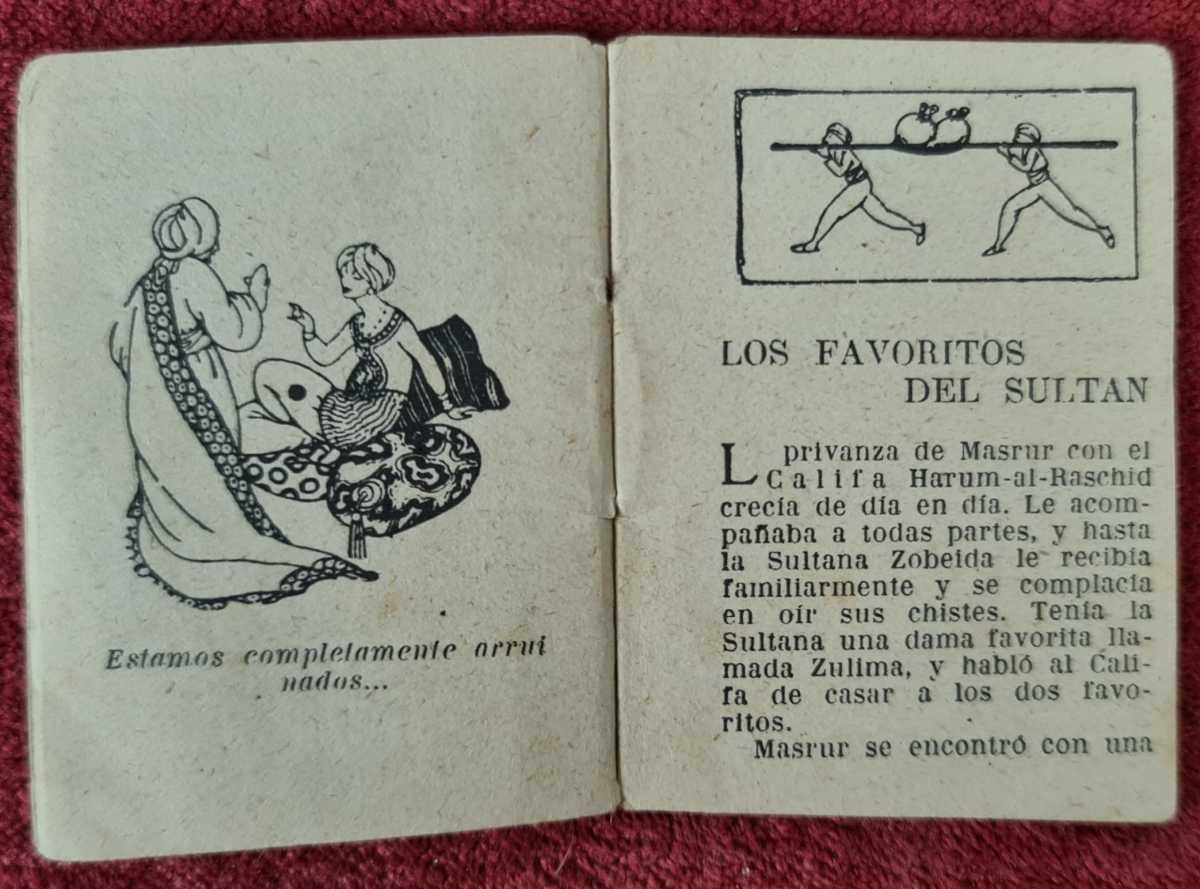 Estamos completamente arrui
nados...
LOS FAVORITOS
DEL SULTAN
L privanza de Masrur con el
Califa Harum-al-Raschid
crecía de día en día. Le acom-
pañaba a todas partes, y hasta
la Sultana Zobeida le recibía
familiarmente y se complacía
en oír sus chistes. Tenía la
Sultana una dama favorita lla-
mada Zulima, y habló al Cali-
fa de casar a los dos favo-
ritos.
Masrur se encontró con una